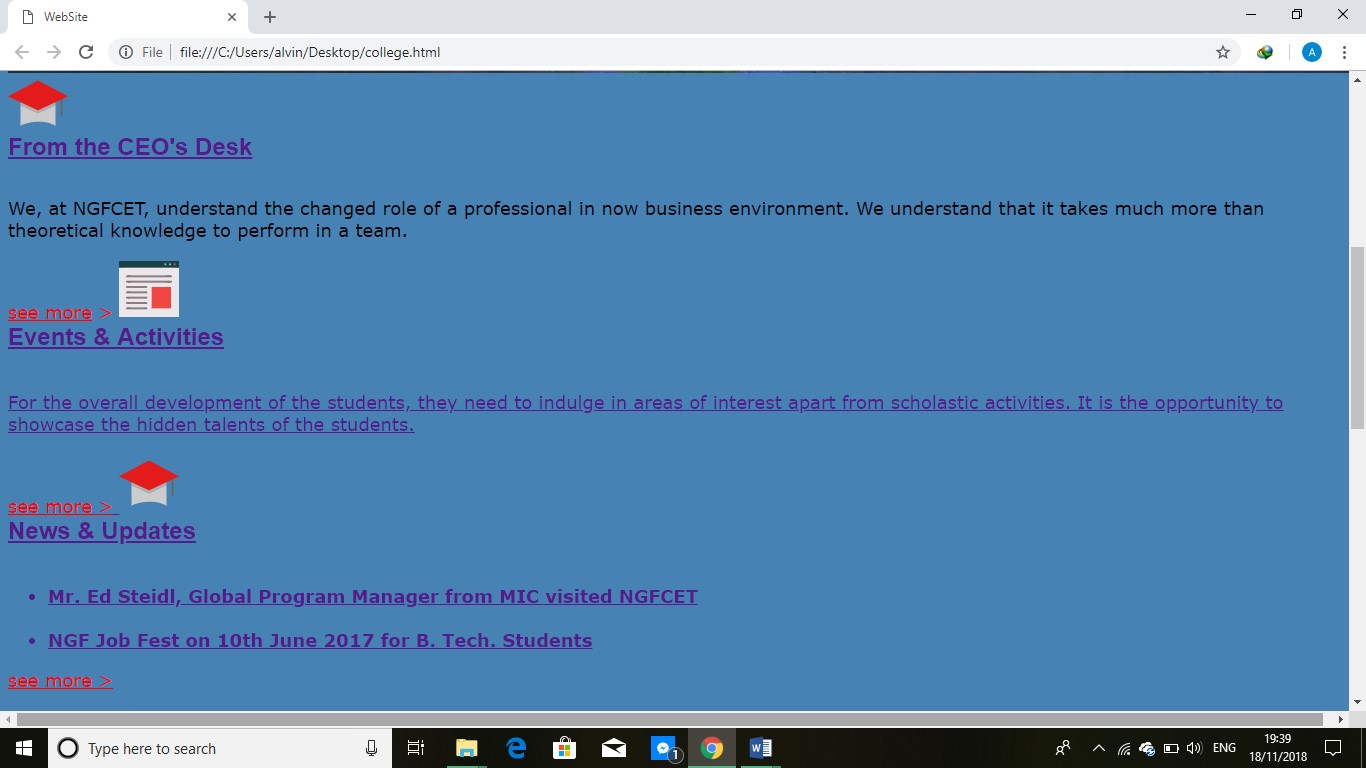 WebSite
File
file:///C:/Users/alvin/Desktop/college.html
A
From the CEO's Desk
We, at NGFCET, understand the changed role of a professional in now business environment. We understand that it takes much more than
theoretical knowledge to perform in a team.
see more >
Events & Activities
For the overall development of the students, they need to indulge in areas of interest apart from scholastic activities. It is the opportunity to
showcase the hidden talents of the students.
see more >
News & Updates
• Mr. Ed Steidl, Global Program Manager from MIC visited NGFCET
• NGF Job Fest on 10th June 2017 for B. Tech. Students
see more >
Type here to search
1
ENG
19:39
18/11/2018